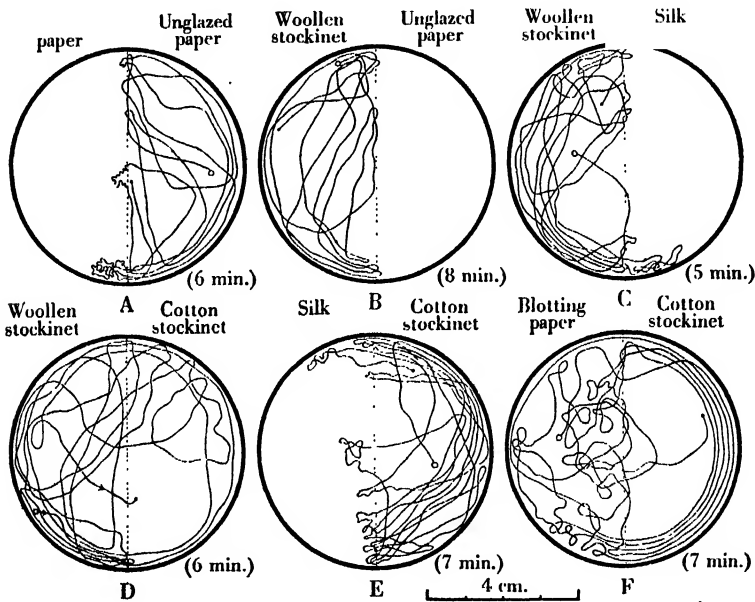 paper
Unglazed
paper
Woollen
stockinet
Unglazed
paper
Woollen
stockinet
Silk
(6 min.)
A
(8 min.)
B
(5 min.)
C
Woollen
stockinet
Cotton
stockinet
Silk
Cotton
stockinet
Blotting
paper
Cotton
stockinet
(6 min.)
D
(7 min.)
E
4 cm.
(7 min.)
F